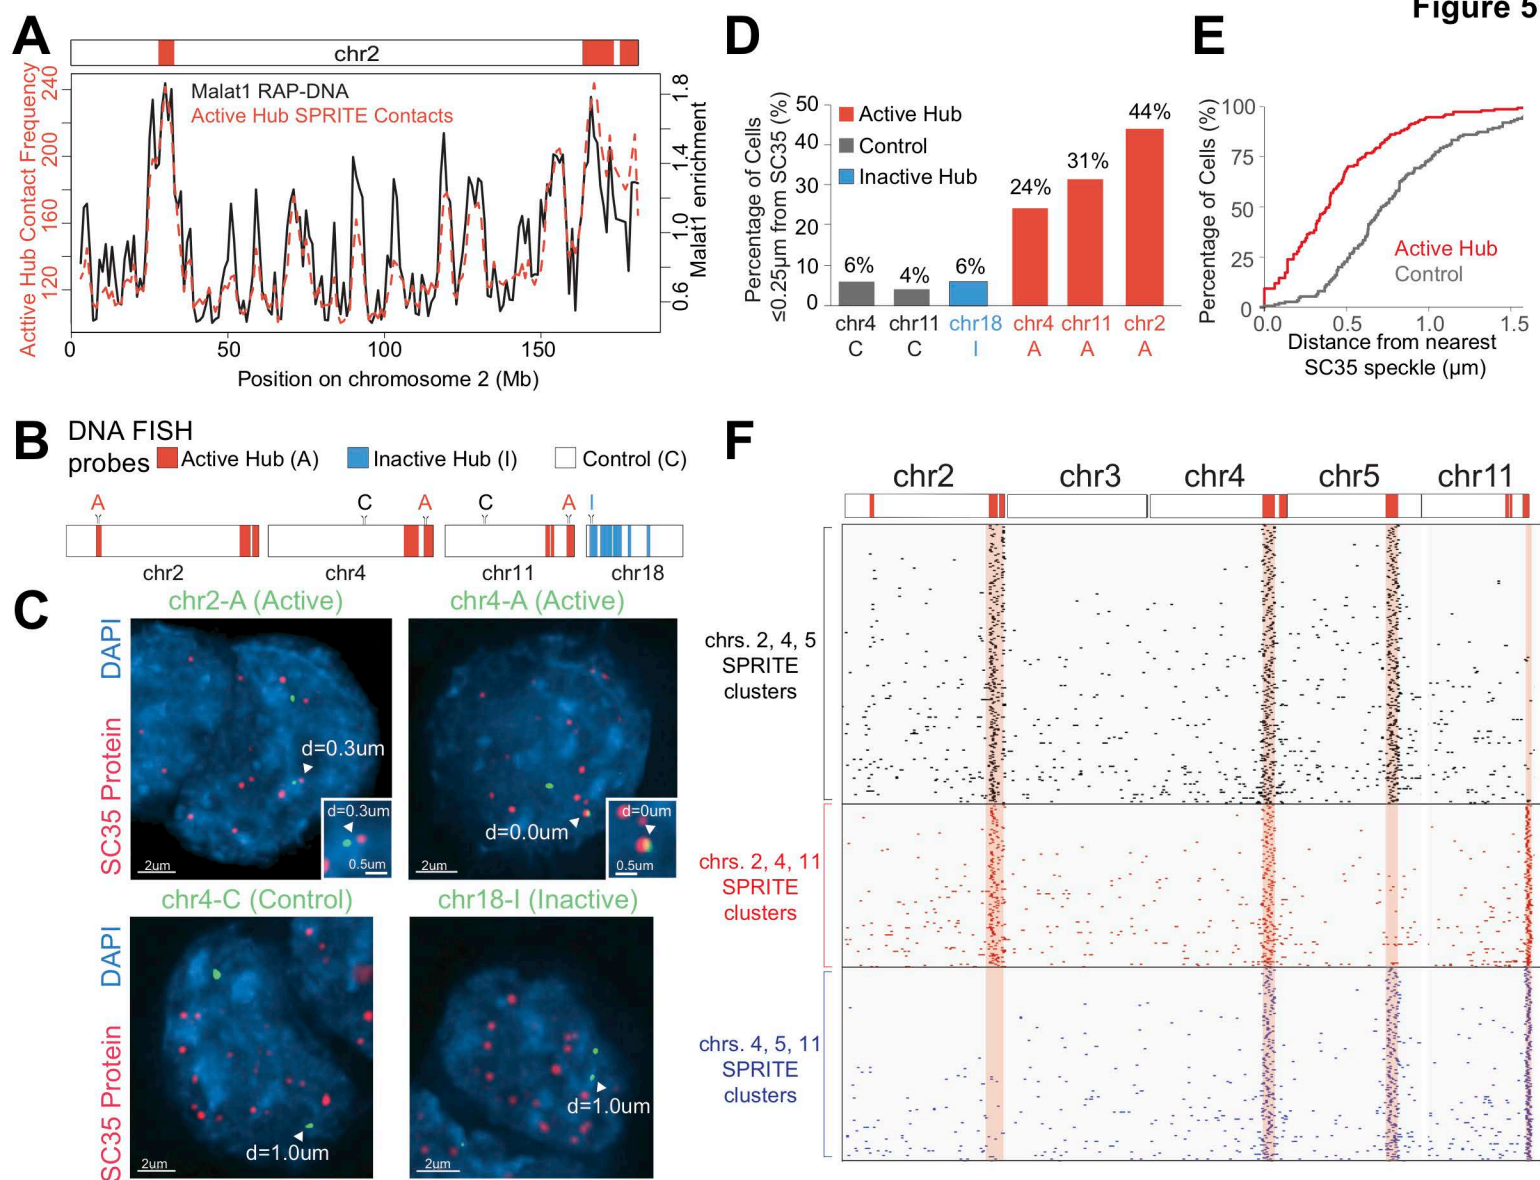 Figure 5
A
chr2
Malat1 RAP-DNA
Active Hub SPRITE Contacts
Acttive Hub Contact Frequency
240
200
160
120
1.8
1.4
1.0
0.6
Malat1 enrichment
0
50
100
150
Position on chromosome 2 (Mb)
D
Percentage of Cells
≤0.25µm from SC35 (%)
50
40
30
20
10
0
Active Hub
Control
Inactive Hub
6%
4%
6%
24%
31%
44%
chr4
chr11
chr18
chr4
chr11
chr2
C
C
I
A
A
A
E
Percentage of Cells (%)
100
75
50
25
0
Active Hub
Control
0.0
0.5
1.0
1.5
Distance from nearest
SC35 speckle (µm)
B
DNA FISH
probes
Active Hub (A)
Inactive Hub (I)
Control (C)
A
C
A
C
A
I
chr2
chr4
chr11
chr18
C
chr2-A (Active)
chr4-A (Active)
SC35 Protein
DAPI
d=0.3um
d=0.3um
0.5um
2um
d=0.0um
d=0um
0.5um
2um
chr4-C (Control)
chr18-I (Inactive)
SC35 Protein
DAPI
d=1.0um
2um
d=1.0um
2um
F
chr2
chr3
chr4
chr5
chr11
chrs. 2, 4, 5
SPRITE
clusters
chrs. 2, 4, 11
SPRITE
clusters
chrs. 4, 5, 11
SPRITE
clusters